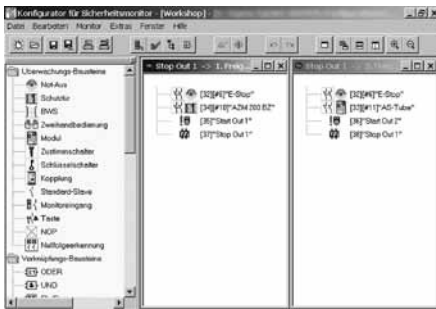 Konfigurator für Sicherheitsmonitor - [Workshop]
Datei Bearbeiten Monitor Extras Fenster Hilfe
Überwachungs-Bausteine
Not-Aus
Schutztür
BWS
Zweihandbedienung
Modul
Zustimmschalter
Schlüsselschalter
Kopplung
Standard-Slave
Monitoreingang
Taste
NOP
Nullfolgeerkennung
Verknüpfungs-Bausteine
ODER
UND
Stop Out 1 -> 1. Freig...
[32][#6]"E-Stop"
[34][#10]"AZM 200 BZ"
[35]"Start Out 1"
[37]"Stop Out 1"
Stop Out 1 ->
[32][#6]"E-Stop"
[33][#11]"AS-Tube"
[36]"Start Out 2"
[38]"Stop Out 1"